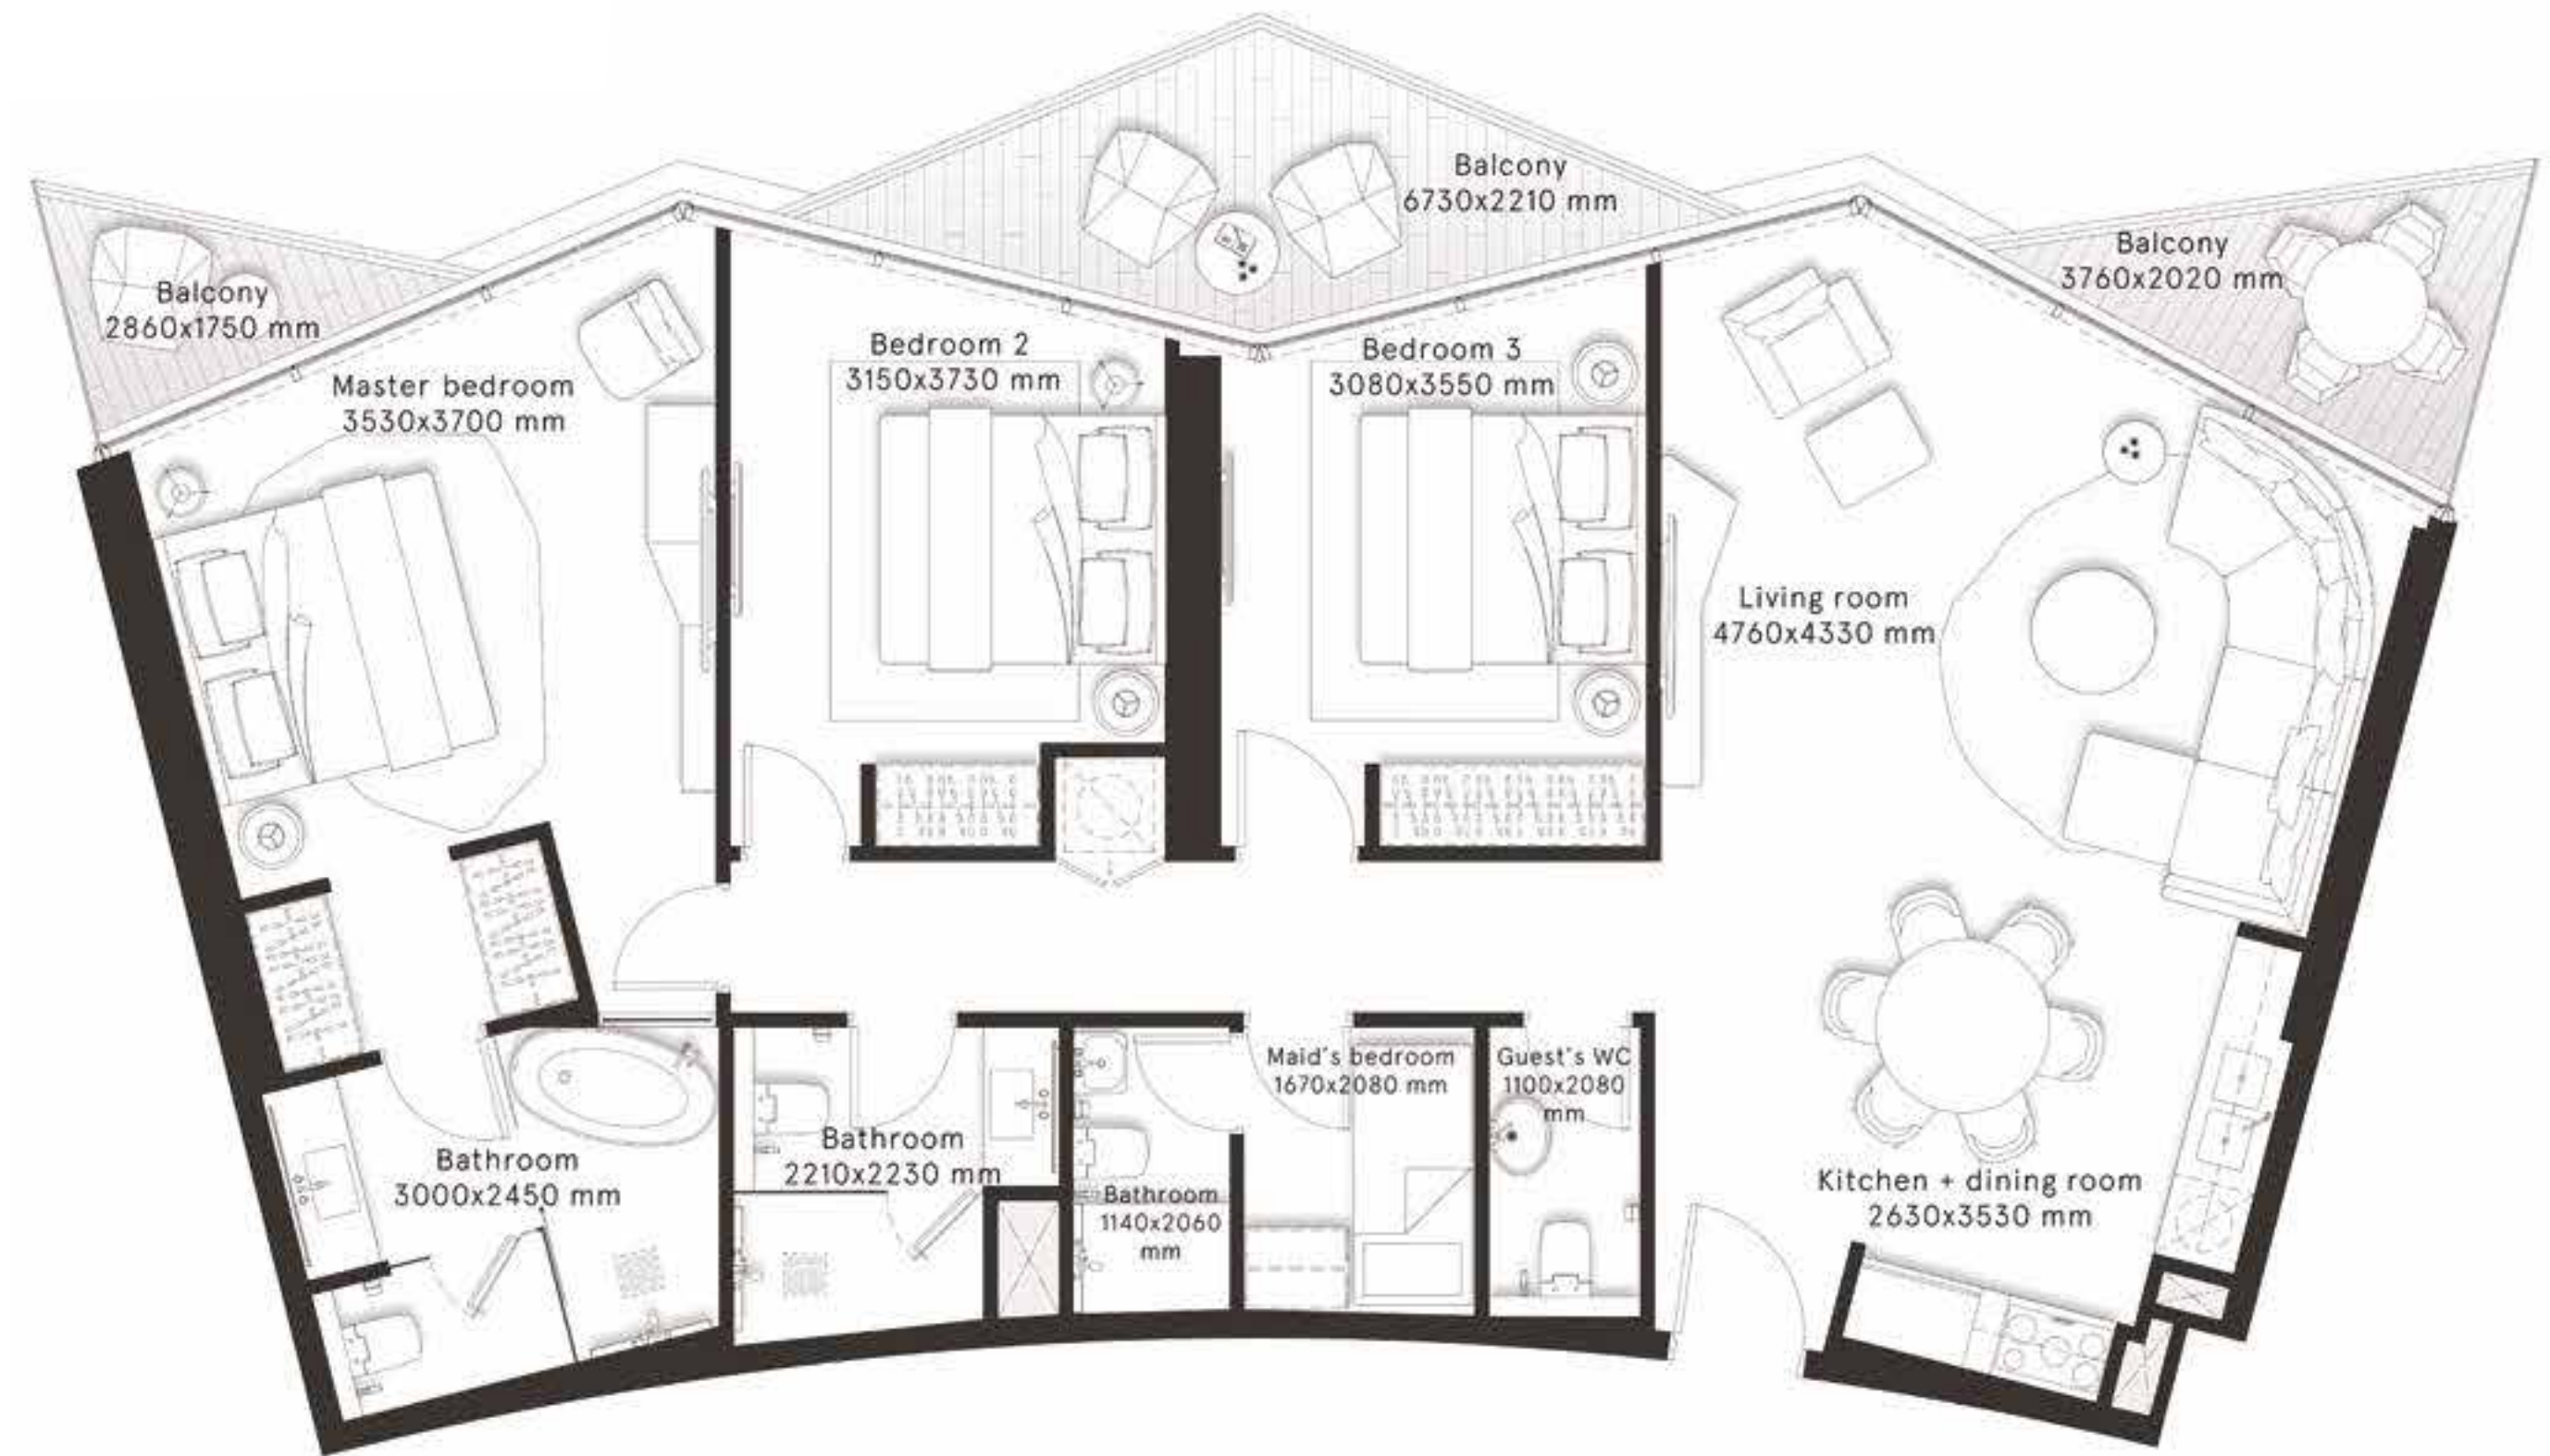 Balcony
6730x2210 mm
Balcony
3760x2020 mm
Balcony
2860x1750 mm
Master bedroom
3530x3700 mm
Bedroom 2
3150x3730 mm
Bedroom 3
3080x3550 mm
Living room
4760x4330 mm
Bathroom
3000x2450 mm
Bathroom
2210x2230 mm
Bathroom
1140x2060
mm
Maid's bedroom
1670x2080 mm
Guest's WC
1100x2080
mm
Kitchen + dining room
2630x3530 mm